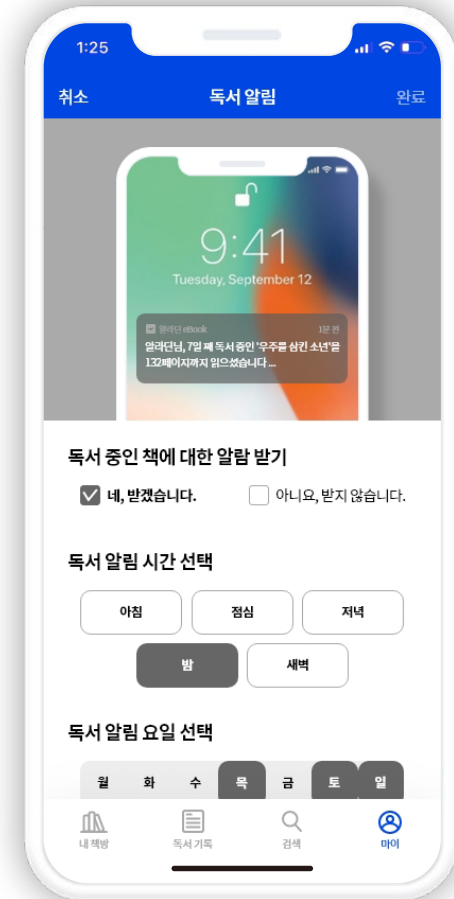 1:25
취소 독서 알림 완료
9:41
Tuesday, September 12
알라딘 eBook 1분 전
알라딘님, 7일 째 독서 중인 '우주를 삼킨 소년'을
132페이지까지 읽으셨습니다 ...
독서 중인 책에 대한 알람 받기
네, 받겠습니다. 아니요, 받지 않습니다.
독서 알림 시간 선택
아침 점심 저녁
밤 새벽
독서 알림 요일 선택
월 화 수 목 금 토 일
내 책방 독서 기록 검색 마이